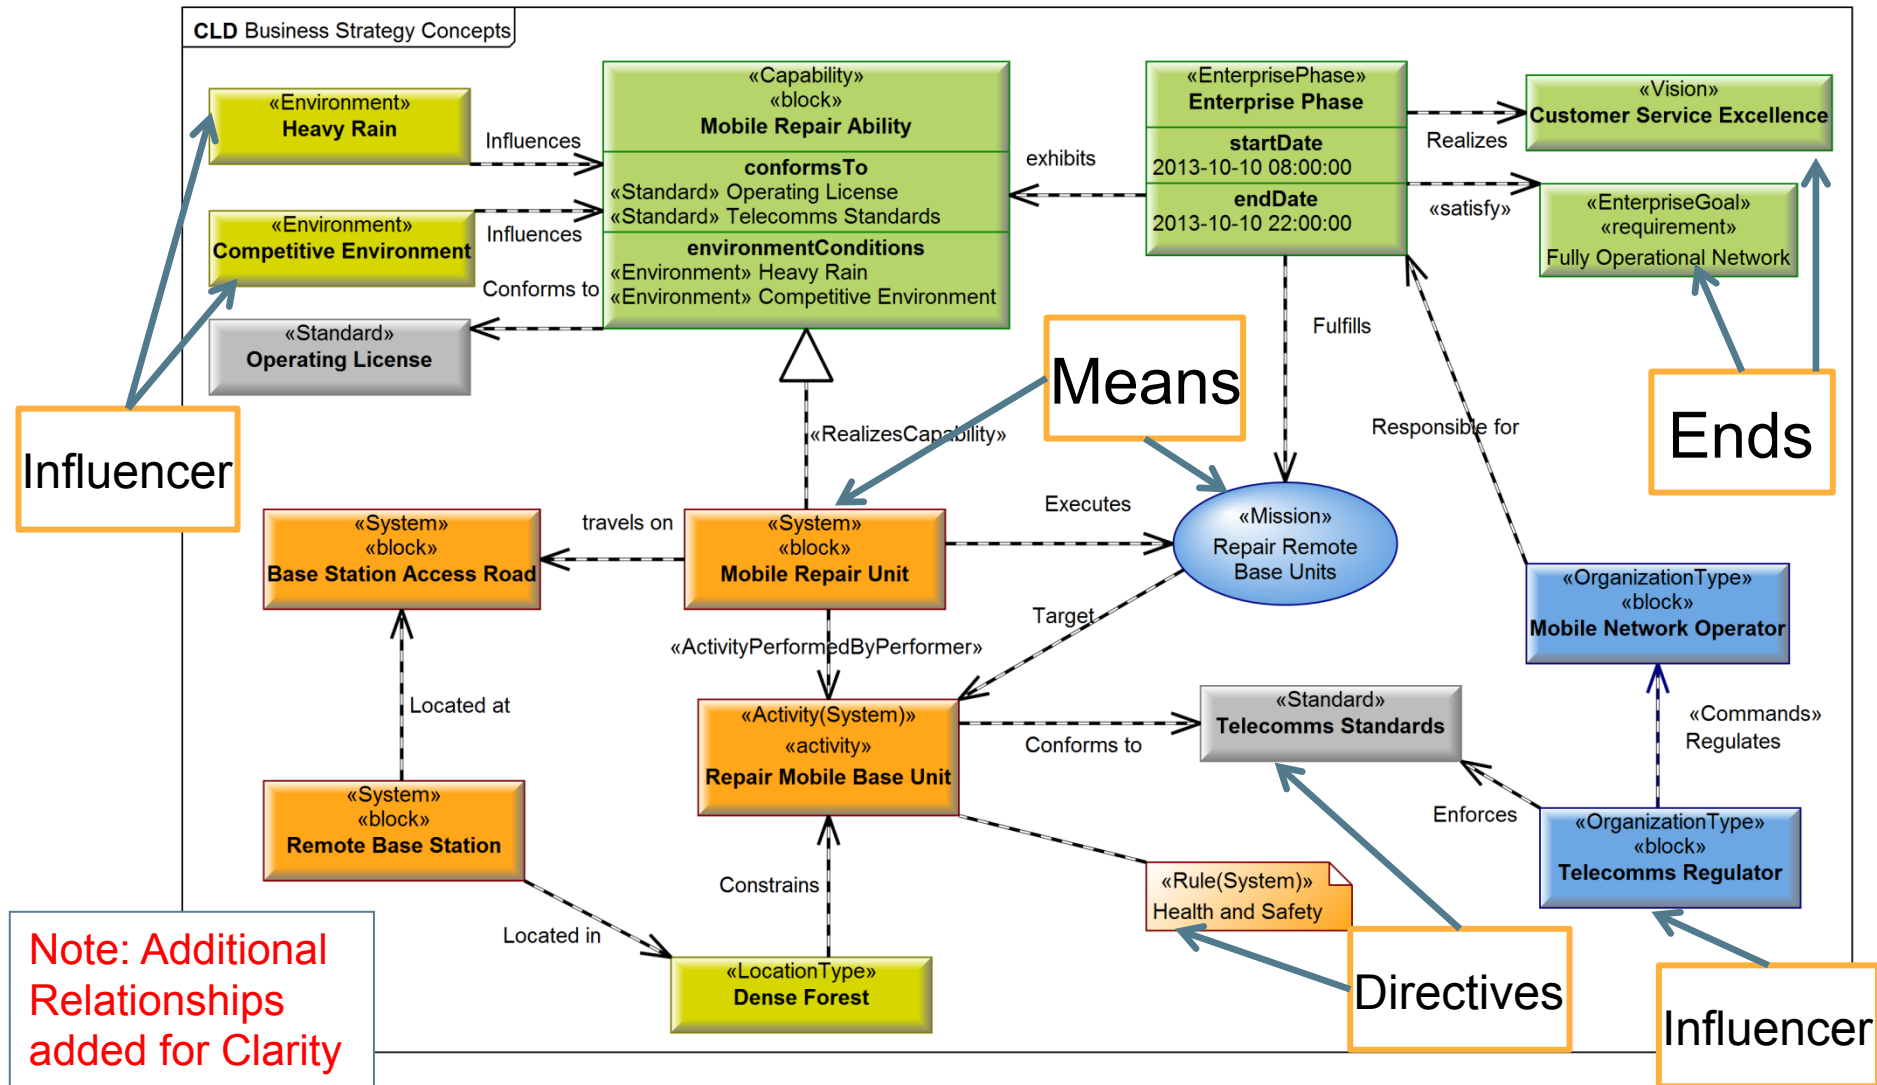 CLD Business Strategy Concepts
«Environment»
Heavy Rain
Influences
«Environment»
Competitive Environment
Influences
Conforms to
«Standard»
Operating License
«Capability»
«block»
Mobile Repair Ability
conformsTo
«Standard» Operating License
«Standard» Telecomms Standards
environmentConditions
«Environment» Heavy Rain
«Environment» Competitive Environment
exhibits
«EnterprisePhase»
Enterprise Phase
startDate
2013-10-10 08:00:00
endDate
2013-10-10 22:00:00
Realizes
«Vision»
Customer Service Excellence
«satisfy»
«EnterpriseGoal»
«requirement»
Fully Operational Network
Fulfills
Means
Ends
Influencer
«RealizesCapability»
Responsible for
«System»
«block»
Base Station Access Road
travels on
«System»
«block»
Mobile Repair Unit
Executes
«Mission»
Repair Remote
Base Units
Target
«OrganizationType»
«block»
Mobile Network Operator
«ActivityPerformedByPerformer»
Located at
«Activity(System)»
«activity»
Repair Mobile Base Unit
Conforms to
«Standard»
Telecomms Standards
«Commands»
Regulates
«System»
«block»
Remote Base Station
Enforces
«OrganizationType»
«block»
Telecomms Regulator
Constrains
«Rule(System)»
Health and Safety
Located in
«LocationType»
Dense Forest
Directives
Influencer
Note: Additional
Relationships
added for Clarity